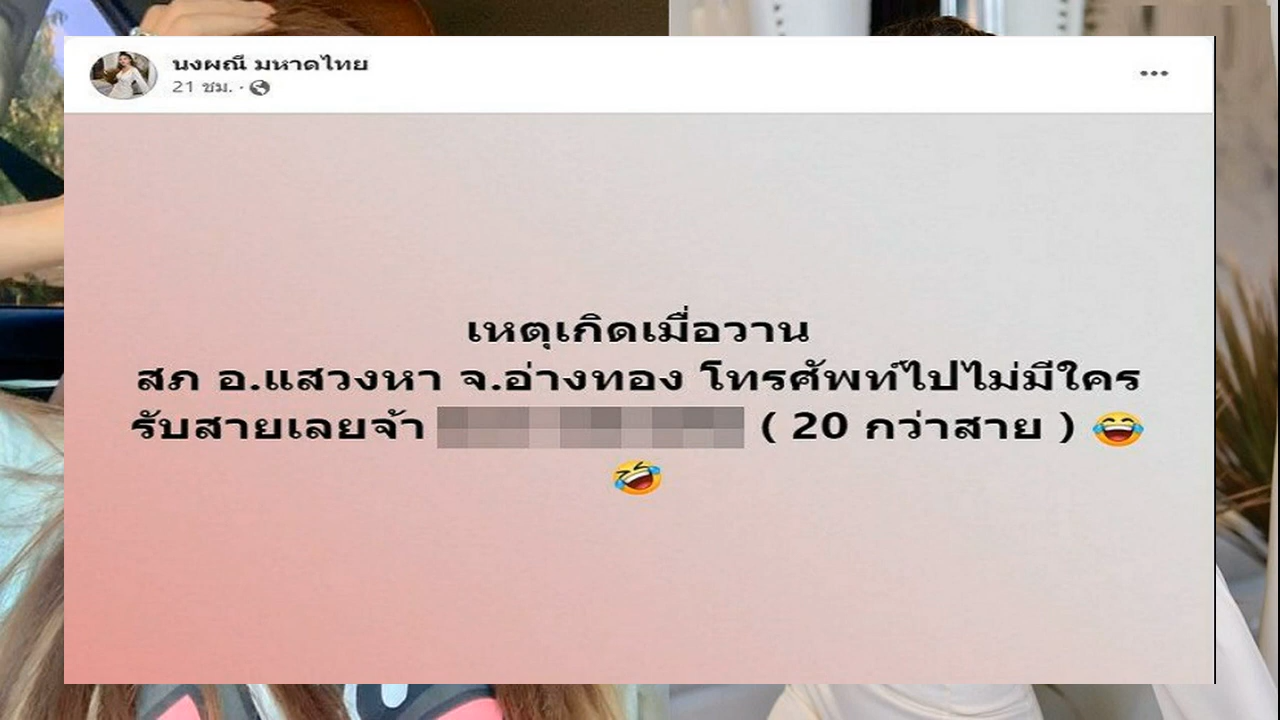 นงผณี มหาดไทย
21 ชม. ·
เหตุเกิดเมื่อวาน
สภ อ.แสวงหา จ.อ่างทอง โทรศัพท์ไปไม่มีใคร
รับสายเลยจ้า ( 20 กว่าสาย ) 😂
🤣